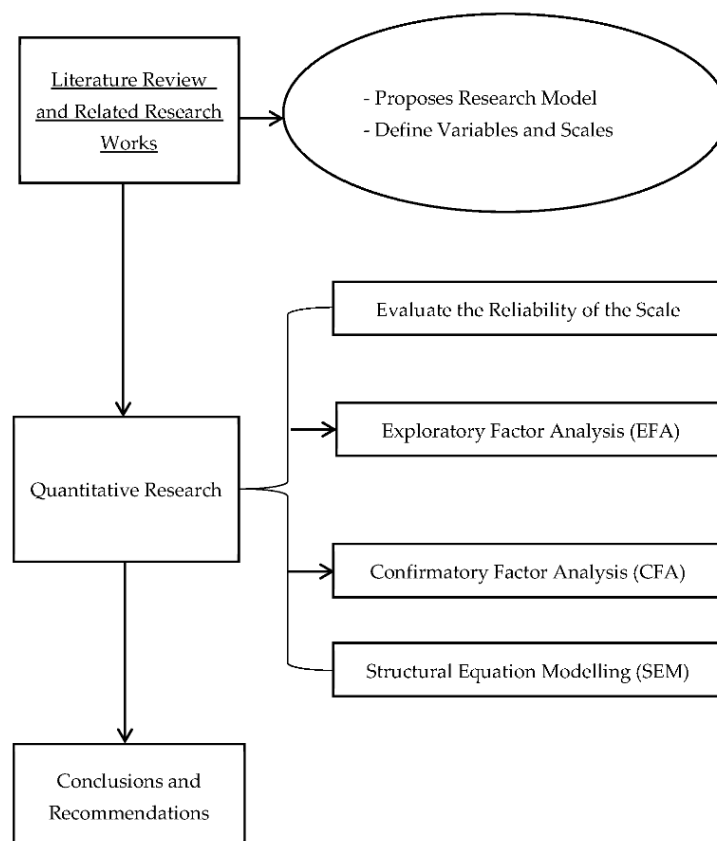 Literature Review
and Related Research
Works
- Proposes Research Model
- Define Variables and Scales
Evaluate the Reliability of the Scale
Exploratory Factor Analysis (EFA)
Quantitative Research
Confirmatory Factor Analysis (CFA)
Structural Equation Modelling (SEM)
Conclusions and
Recommendations